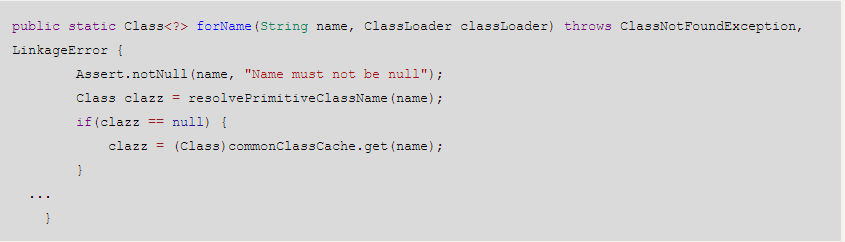 public static Class<?> forName(String name, ClassLoader classLoader) throws ClassNotFoundException,
LinkageError {
        Assert.notNull(name, "Name must not be null");
        Class clazz = resolvePrimitiveClassName(name);
        if(clazz == null) {
            clazz = (Class)commonClassCache.get(name);
        }
  ...
    }